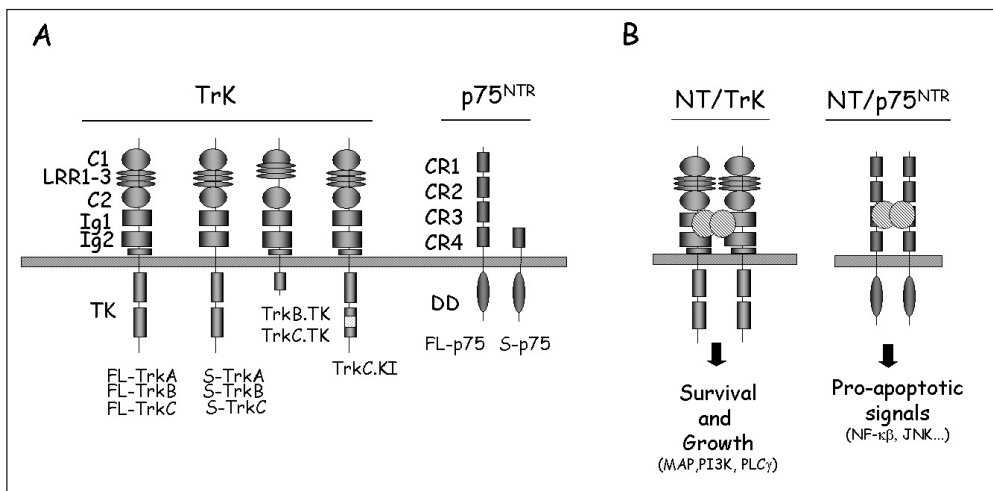 A
B
TrK
p75NTR
NT/TrK
NT/p75NTR
C1
LRR1-3
C2
Ig1
Ig2
TK
CR1
CR2
CR3
CR4
DD
TrkB.TK
TrkC.TK
TrkC.KI
FL-TrkA
FL-TrkB
FL-TrkC
S-TrkA
S-TrkB
S-TrkC
FL-p75
S-p75
Survival
and
Growth
(MAP,PI3K, PLCγ)
Pro-apoptotic
signals
(NF-κβ, JNK...)